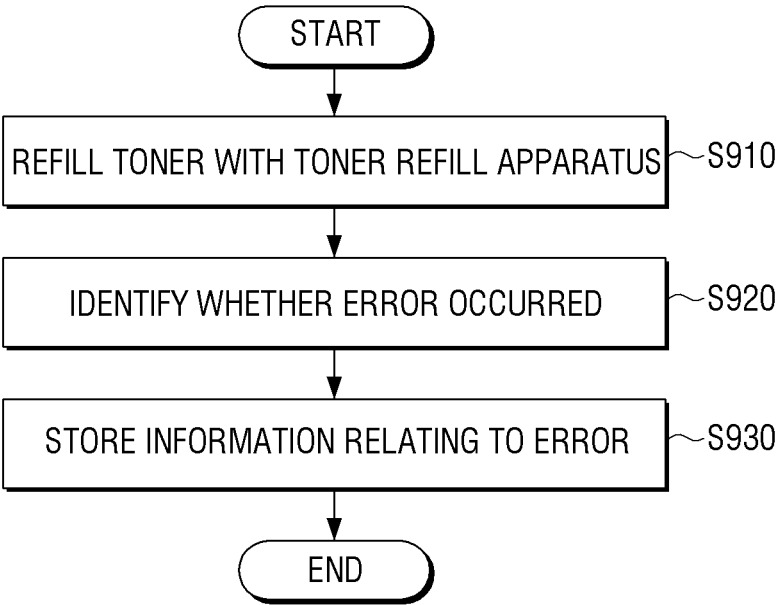 START
REFILL TONER WITH TONER REFILL APPARATUS
S910
IDENTIFY WHETHER ERROR OCCURRED
S920
STORE INFORMATION RELATING TO ERROR
S930
END